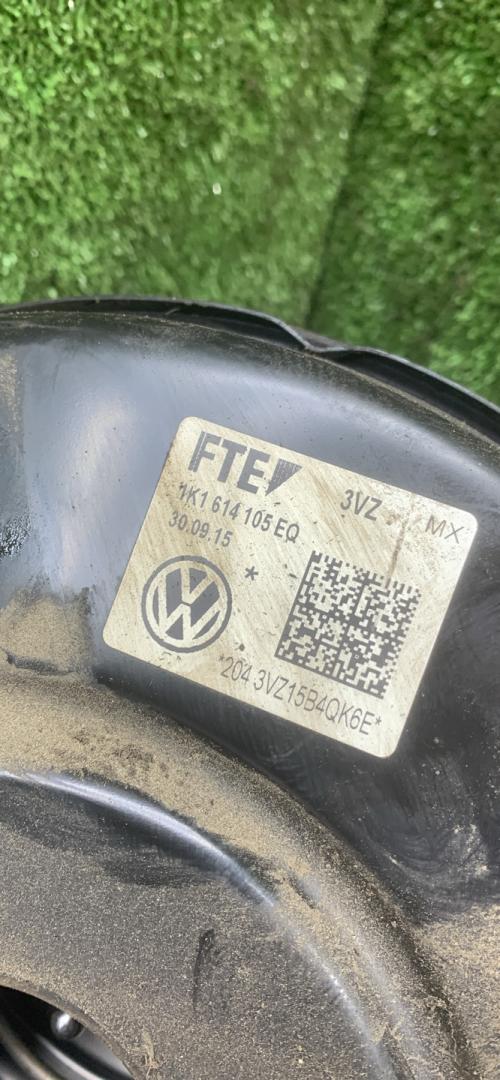 FTE
3VZ MX
1K1 614 105 EQ
30.09.15
*
*204 3VZ15B4QK6E*